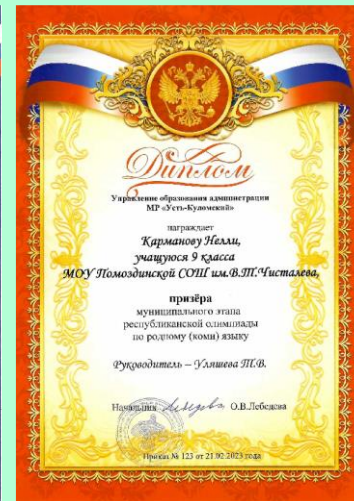 Диплом
Управление образования администрации
МР «Усть-Куломский»
награждает
Карманову Нелли,
учащуюся 9 класса
МОУ Помоздинской СОШ им.В.Т.Чисталева,
призёра
муниципального этапа
республиканской олимпиады
по родному (коми) языку
Руководитель – Уляшева Т.В.
Начальник О.В.Лебедева
Приказ № 123 от 21.02.2023 года